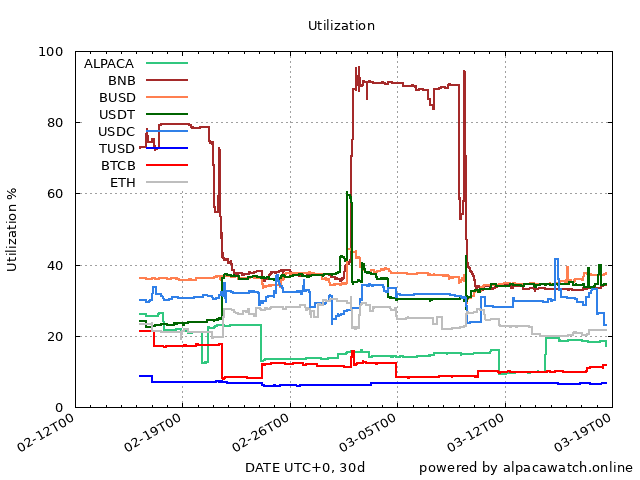 Utilization
100
80
60
40
20
0
Utilization %
ALPACA
BNB
BUSD
USDT
USDC
TUSD
BTCB
ETH
02-12T00
02-19T00
02-26T00
03-05T00
03-12T00
03-19T00
DATE UTC+0, 30d
powered by alpacawatch.online